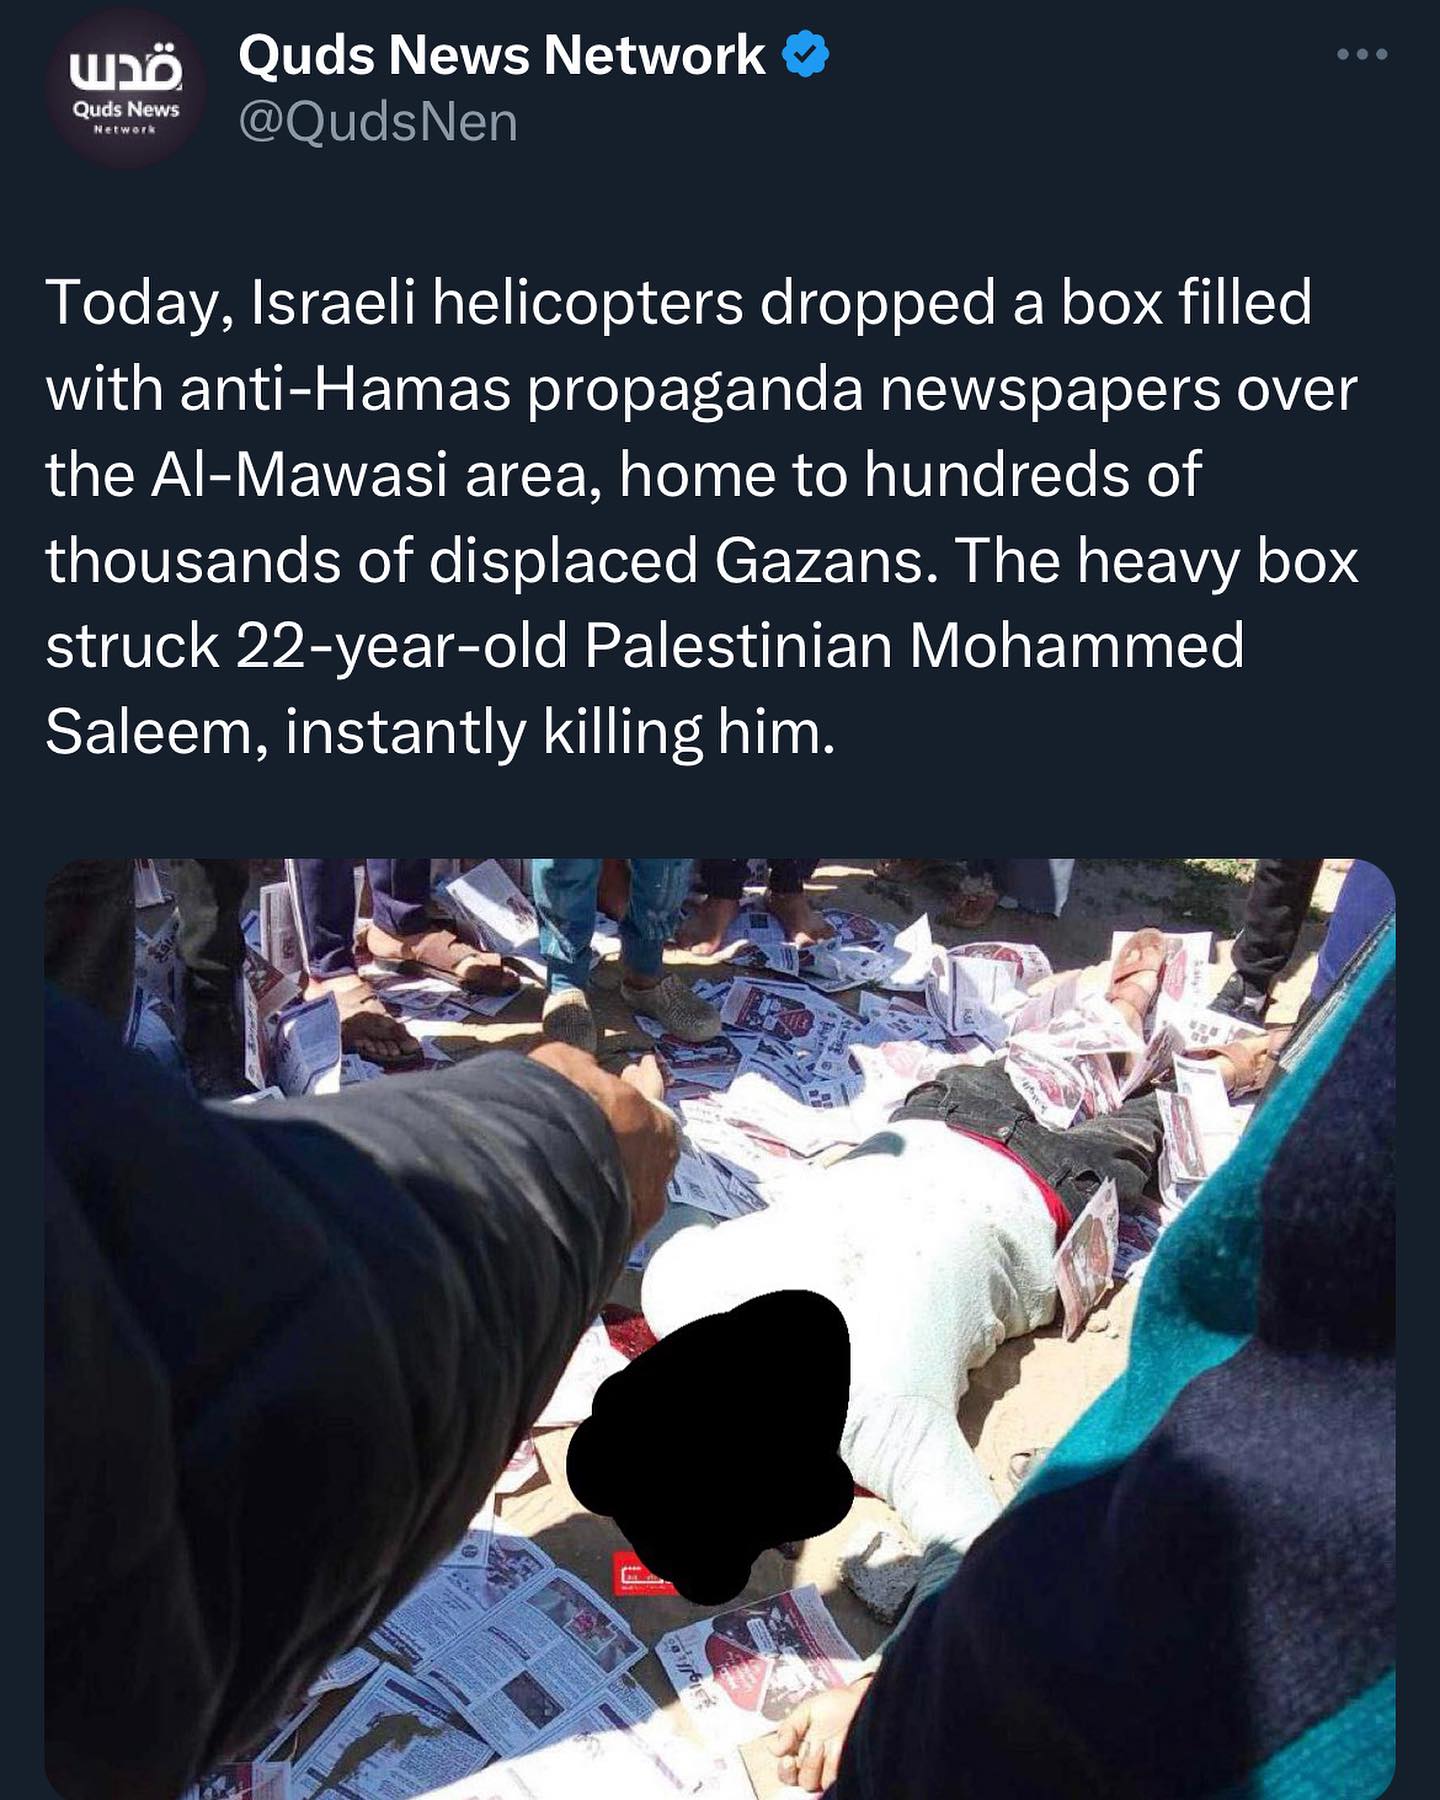 قدس
Quds News
Network
Quds News Network
@QudsNen
Today, Israeli helicopters dropped a box filled
with anti-Hamas propaganda newspapers over
the Al-Mawasi area, home to hundreds of
thousands of displaced Gazans. The heavy box
struck 22-year-old Palestinian Mohammed
Saleem, instantly killing him.